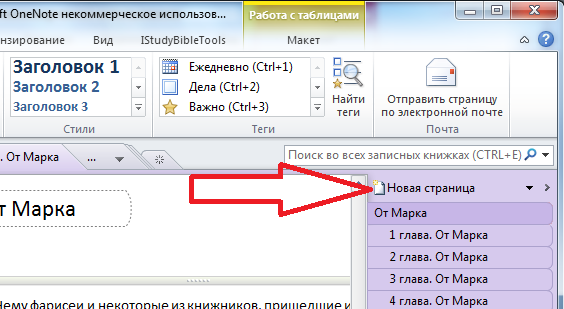 ft OneNote некоммерческое использов...
Работа с таблицами
ензирование
Вид
IStudyBibleTools
Макет
Заголовок 1
Заголовок 2
Заголовок 3
Стили
Ежедневно (Ctrl+1)
Дела (Ctrl+2)
Важно (Ctrl+3)
Найти
теги
Теги
Отправить страницу
по электронной почте
Почта
. От Марка
...
Поиск во всех записных книжках (CTRL+E)
Новая страница
т Марка
От Марка
1 глава. От Марка
2 глава. От Марка
3 глава. От Марка
4 глава. От Марка
Нему фарисеи и некоторые из книжников, пришедшие и